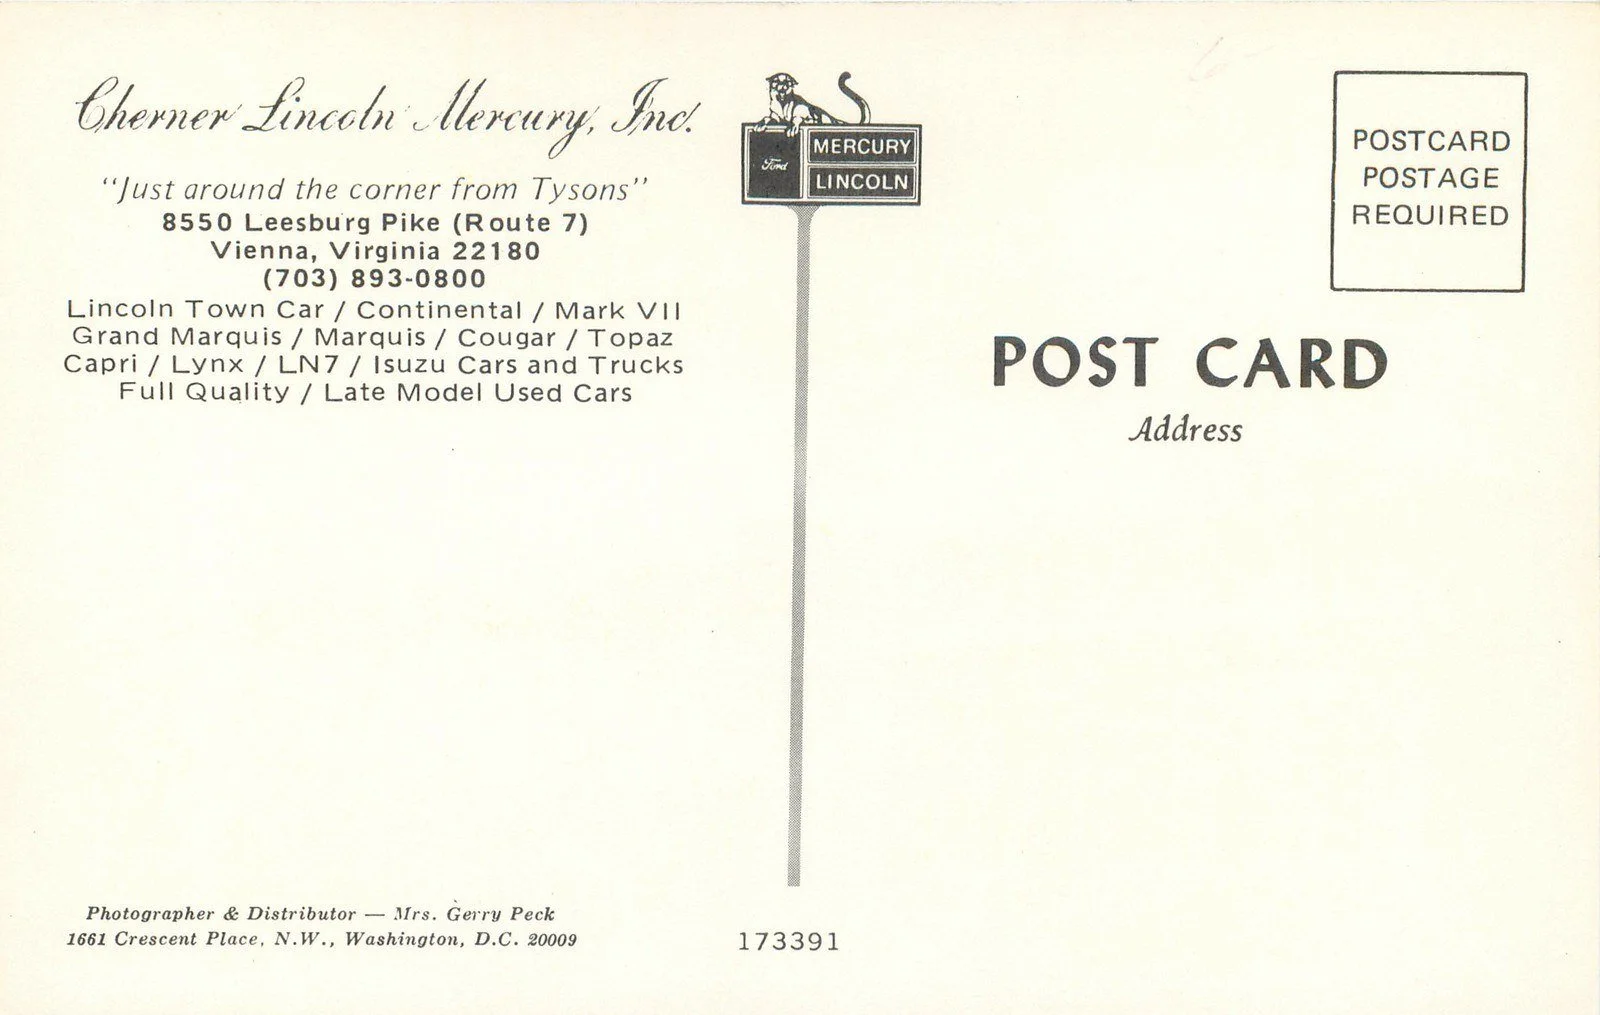 Cherner Lincoln Mercury, Inc.
"Just around the corner from Tysons"
8550 Leesburg Pike (Route 7)
Vienna, Virginia 22180
(703) 893-0800
Lincoln Town Car / Continental / Mark VII
Grand Marquis / Marquis / Cougar / Topaz
Capri / Lynx / LN7 / Isuzu Cars and Trucks
Full Quality / Late Model Used Cars
Photographer & Distributor — Mrs. Gerry Peck
1661 Crescent Place, N.W., Washington, D.C. 20009
Ford
MERCURY
LINCOLN
173391
POSTCARD
POSTAGE
REQUIRED
POST CARD
Address